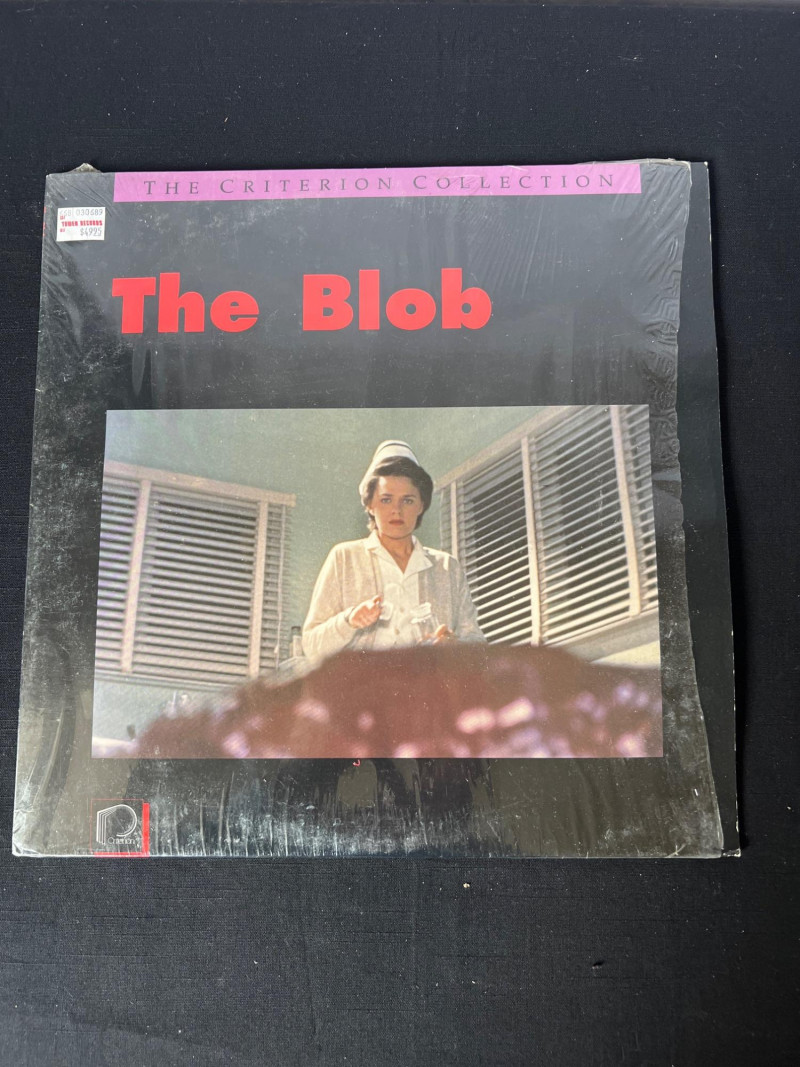 THE CRITERION COLLECTION
TOWER RECORDS
$49.95
The Blob